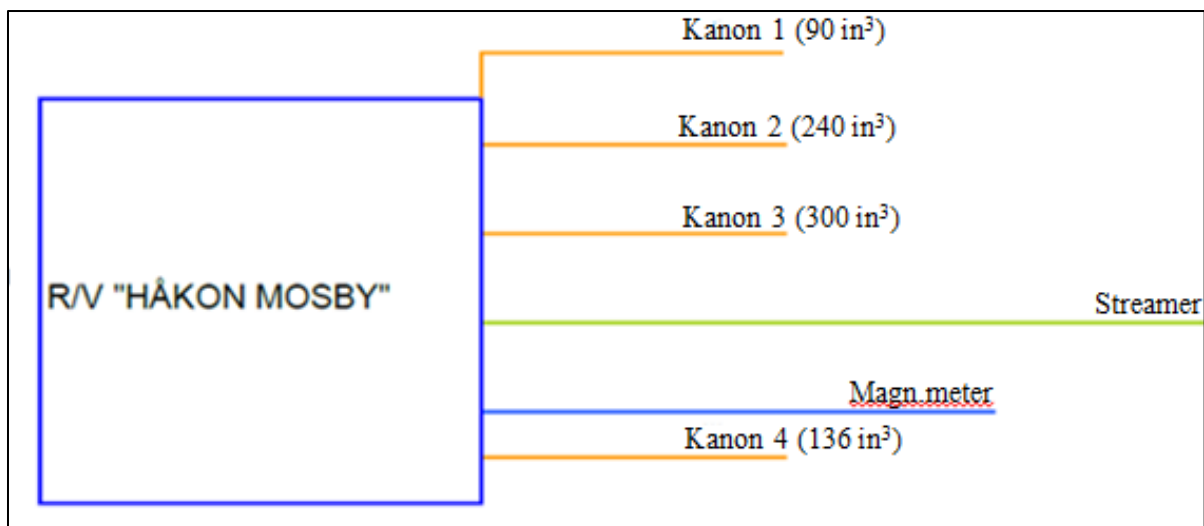 Kanon 1 (90 in³)
Kanon 2 (240 in³)
Kanon 3 (300 in³)
R/V "HÅKON MOSBY"
Streamer
Magn.meter
Kanon 4 (136 in³)